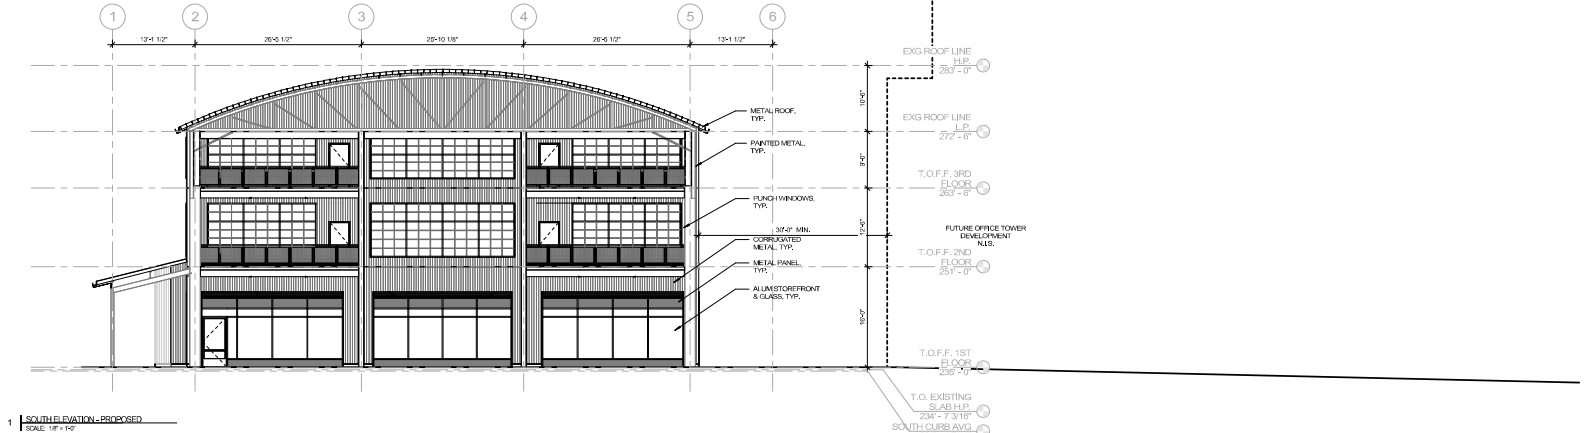 1 2 3 4 5 6
13'-1 1/2" 26'-5 1/2" 25'-10 1/8" 26'-5 1/2" 13'-1 1/2"
EXG ROOF LINE
H.P.
283' - 0"
10'-6"
METAL ROOF,
TYP.
EXG ROOF LINE
L.P.
272' - 6"
PAINTED METAL,
TYP.
9'-0"
T.O.F.F. 3RD
FLOOR
263' - 6"
PUNCH WINDOWS,
TYP.
30'-0" MIN.
12'-6"
FUTURE OFFICE TOWER
DEVELOPMENT
N.I.S.
CORRUGATED
METAL, TYP.
T.O.F.F. 2ND
FLOOR
251' - 0"
METAL PANEL,
TYP.
ALUM STOREFRONT
& GLASS, TYP.
16'-0"
T.O.F.F. 1ST
FLOOR
235' - 0"
T.O. EXISTING
SLAB H.P.
234' - 7 3/16"
SOUTH CURB AVG
1 SOUTH ELEVATION - PROPOSED
SCALE: 1/8" = 1'-0"